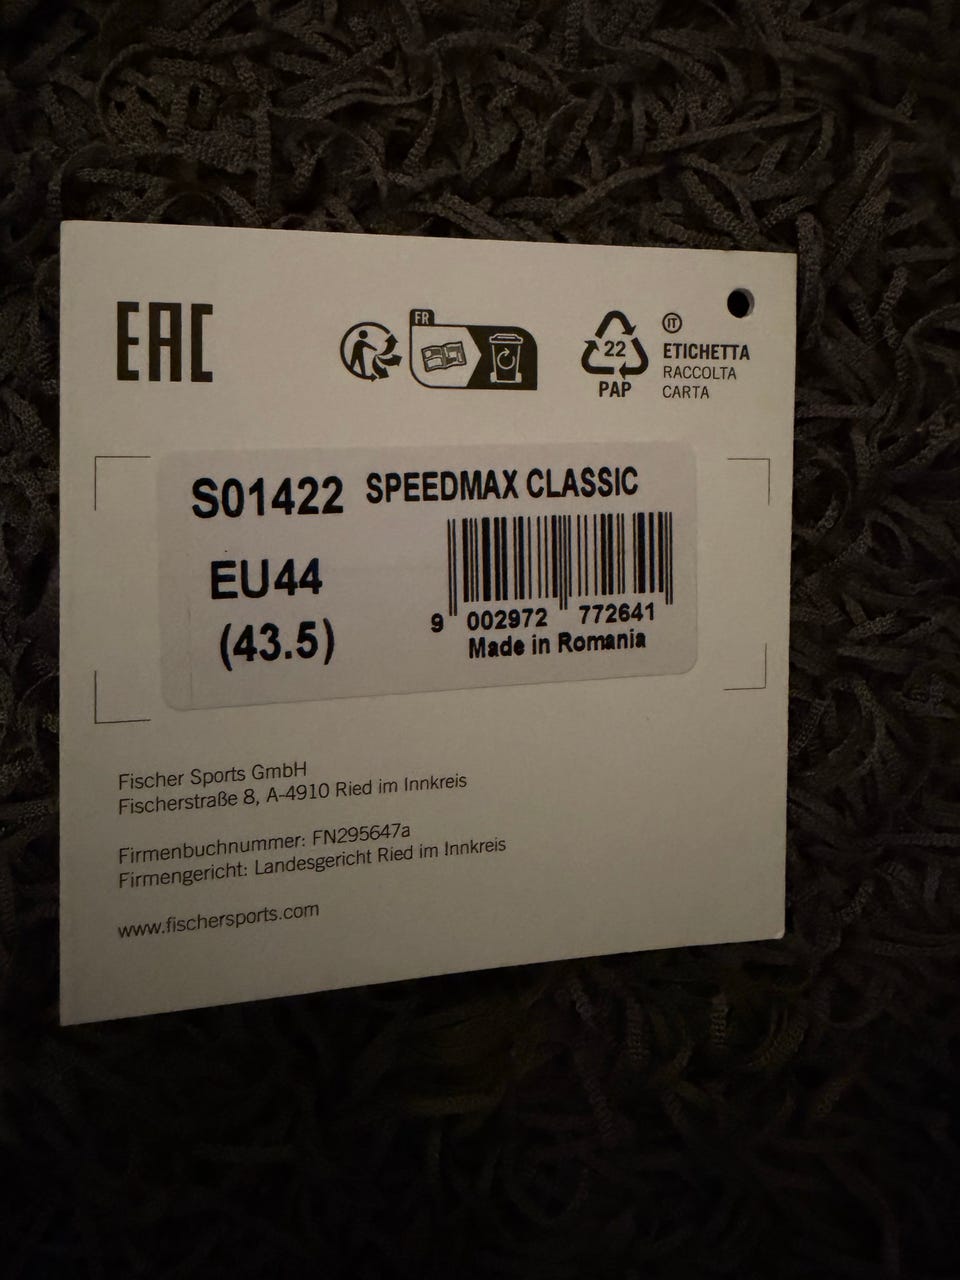 EAC
FR
22
PAP
IT
ETICHETTA
RACCOLTA
CARTA
S01422 SPEEDMAX CLASSIC
EU44
(43.5)
9 002972 772641
Made in Romania
Fischer Sports GmbH
Fischerstraße 8, A-4910 Ried im Innkreis
Firmenbuchnummer: FN295647a
Firmengericht: Landesgericht Ried im Innkreis
www.fischersports.com